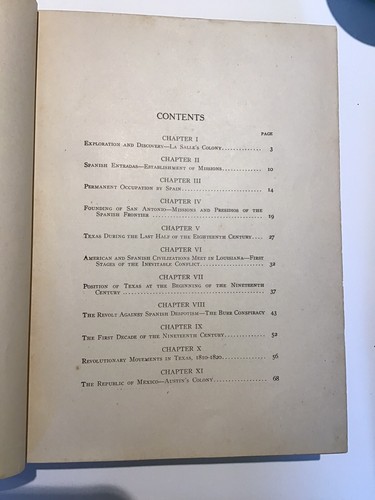 CONTENTS
PAGE
CHAPTER I
Exploration and Discovery—La Salle's Colony.............. 3
CHAPTER II
Spanish Entradas—Establishment of Missions............. 10
CHAPTER III
Permanent Occupation by Spain......................... 14
CHAPTER IV
Founding of San Antonio—Missions and Presidios of the
Spanish Frontier ...................................... 19
CHAPTER V
Texas During the Last Half of the Eighteenth Century..... 27
CHAPTER VI
American and Spanish Civilizations Meet in Louisiana—First
Stages of the Inevitable Conflict....................... 32
CHAPTER VII
Position of Texas at the Beginning of the Nineteenth
Century ............................................... 37
CHAPTER VIII
The Revolt Against Spanish Despotism—The Burr Conspiracy 43
CHAPTER IX
The First Decade of the Nineteenth Century............. 52
CHAPTER X
Revolutionary Movements in Texas, 1810-1820............. 56
CHAPTER XI
The Republic of Mexico—Austin's Colony................. 68